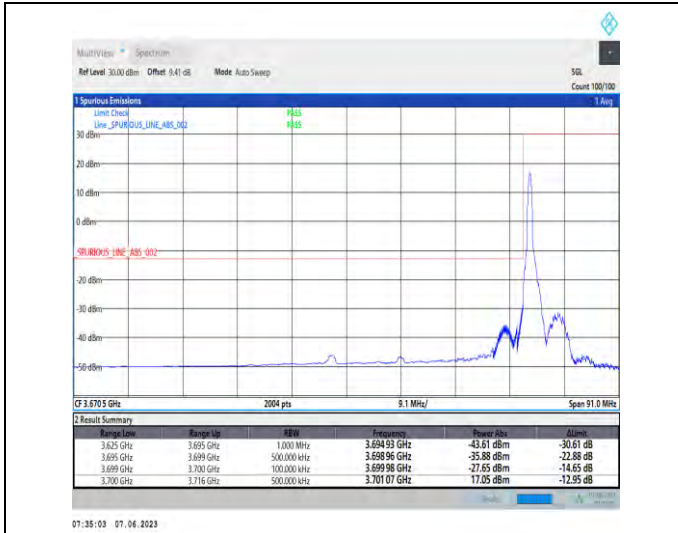 MultiView Spectrum
Ref Level 30.00 dBm Offset 9.41 dB Mode Auto Sweep SGL
Count 100/100
1 Spurious Emissions 1 Avg
Limit Check PASS
Line _SPURIOUS_LINE_ABS_002 PASS
30 dBm
20 dBm
10 dBm
0 dBm
SPURIOUS_LINE_ABS_002
-20 dBm
-30 dBm
-40 dBm
-50 dBm
CF 3.6705 GHz 2004 pts 9.1 MHz/ Span 91.0 MHz
2 Result Summary
Range Low Range Up RBW Frequency Power Abs ΔLimit
3.625 GHz 3.695 GHz 1.000 MHz 3.694 93 GHz -43.61 dBm -30.61 dB
3.695 GHz 3.699 GHz 500.000 kHz 3.698 96 GHz -35.88 dBm -22.88 dB
3.699 GHz 3.700 GHz 100.000 kHz 3.699 98 GHz -27.65 dBm -14.65 dB
3.700 GHz 3.716 GHz 500.000 kHz 3.701 07 GHz 17.05 dBm -12.95 dB
07:35:03 07.06.2023